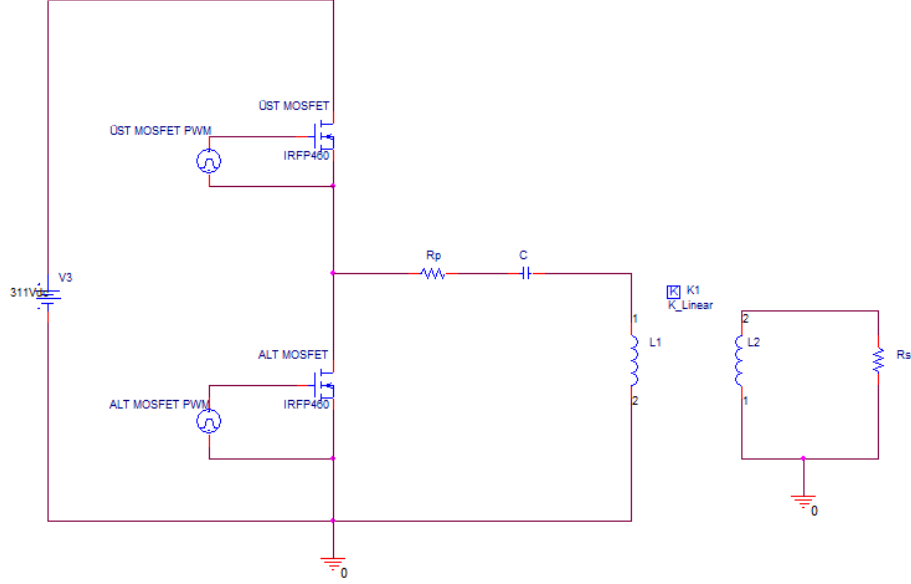 ÜST MOSFET
ÜST MOSFET PWM
IRFP460
V3
311Vdc
Rp
C
K K1
K_Linear
1
L1
2
2
L2
1
Rs
ALT MOSFET
ALT MOSFET PWM
IRFP460
0
0